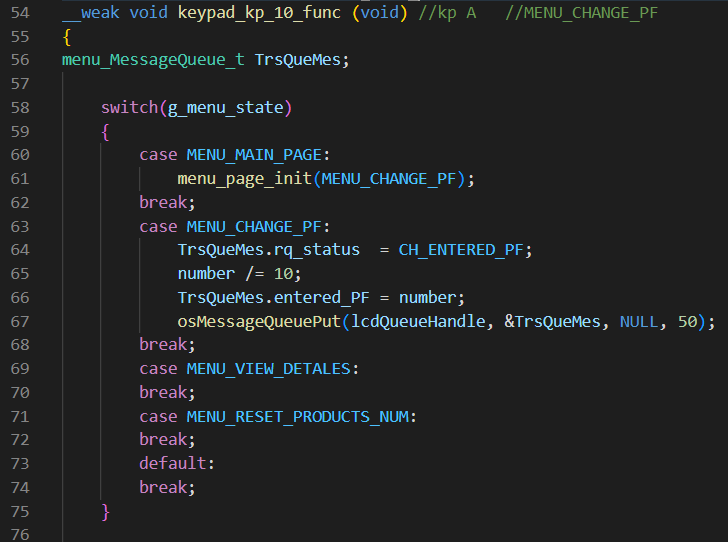 54 __weak void keypad_kp_10_func (void) //kp A   //MENU_CHANGE_PF
55 {
56 menu_MessageQueue_t TrsQueMes;
57
58     switch(g_menu_state)
59     {
60         case MENU_MAIN_PAGE:
61             menu_page_init(MENU_CHANGE_PF);
62         break;
63         case MENU_CHANGE_PF:
64             TrsQueMes.rq_status  = CH_ENTERED_PF;
65             number /= 10;
66             TrsQueMes.entered_PF = number;
67             osMessageQueuePut(lcdQueueHandle, &TrsQueMes, NULL, 50);
68         break;
69         case MENU_VIEW_DETALES:
70         break;
71         case MENU_RESET_PRODUCTS_NUM:
72         break;
73         default:
74         break;
75     }
76